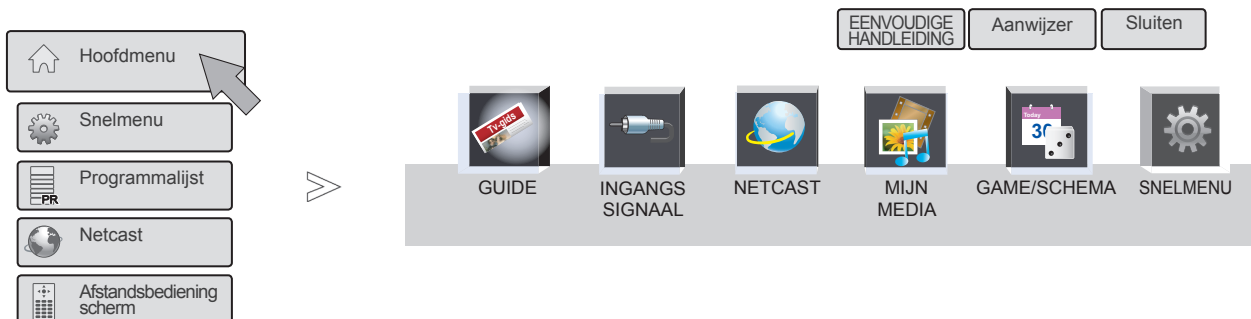 EENVOUDIGE
HANDLEIDING
Aanwijzer
Sluiten
Hoofdmenu
Snelmenu
Programmalijst
PR
Netcast
Afstandsbediening
scherm
Tv-gids
Today
30
GUIDE
INGANGS
SIGNAAL
NETCAST
MIJN
MEDIA
GAME/SCHEMA
SNELMENU